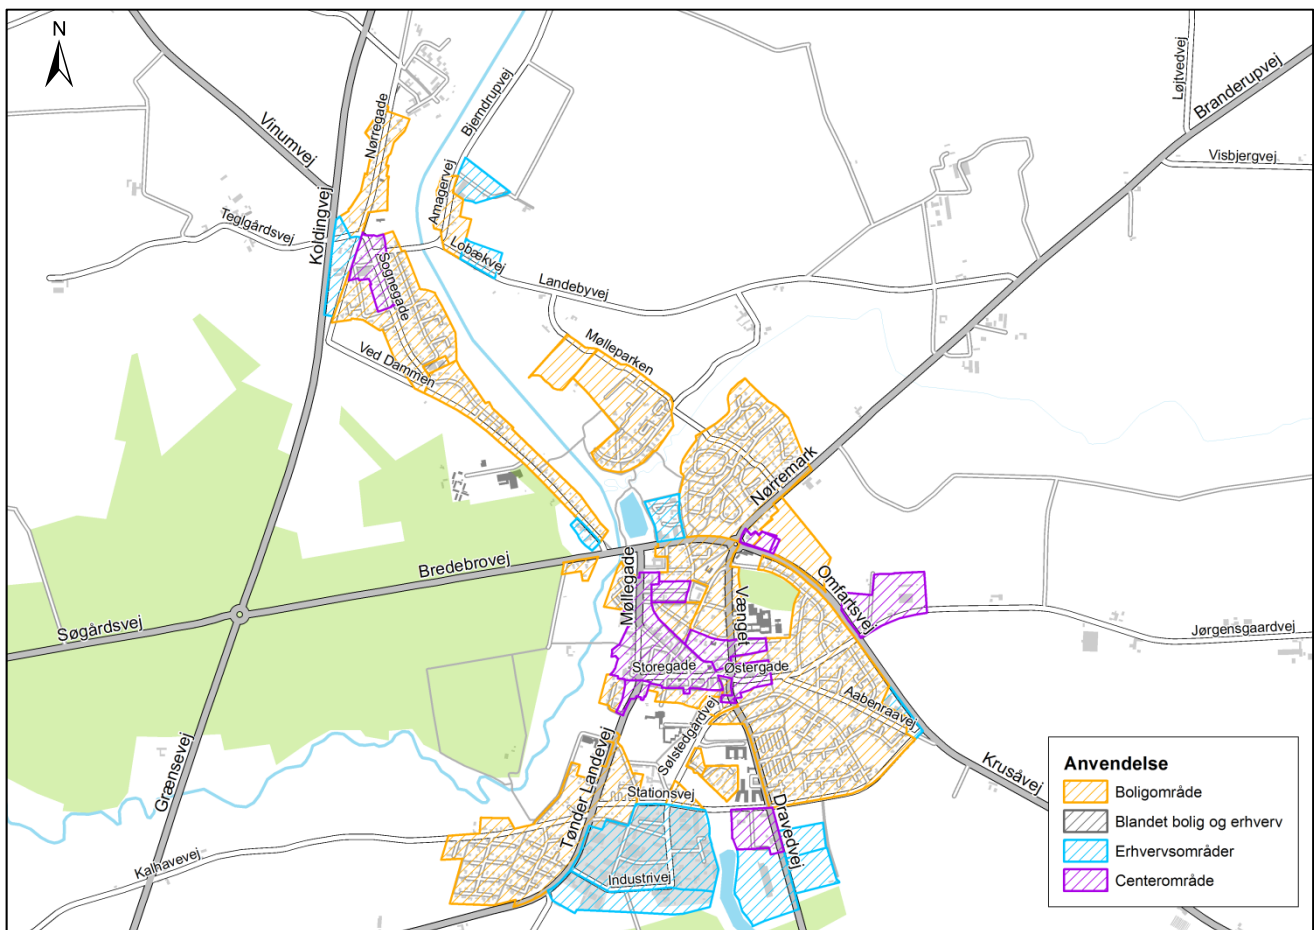 N
Vinumvej
Nørregade
Bjerndrupvej
Løjtvedvej
Branderupvej
Visbjergvej
Amagervej
Teglgårdsvej
Koldingvej
Sognegade
Lobækvej
Landebyvej
Mølleparken
Ved Dammen
Nørremark
Bredebrovej
Møllegade
Vænget
Omfartsvej
Søgårdsvej
Jørgensgaardvej
Storegade
Østergade
Aabenraavej
Sølstedgårdvej
Grænsevej
Tønder Landevej
Stationsvej
Dravedvej
Krusåvej
Kalhavevej
Industrivej
Anvendelse
Boligområde
Blandet bolig og erhverv
Erhvervsområder
Centerområde